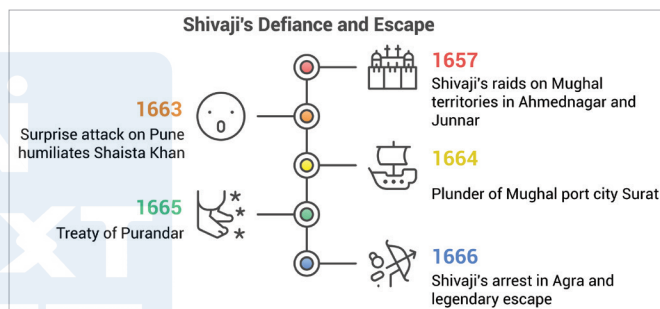 Shivaji's Defiance and Escape
1657
Shivaji's raids on Mughal
territories in Ahmednagar and
Junnar
1663
Surprise attack on Pune
humiliates Shaista Khan
1664
Plunder of Mughal port city Surat
1665
Treaty of Purandar
1666
Shivaji's arrest in Agra and
legendary escape